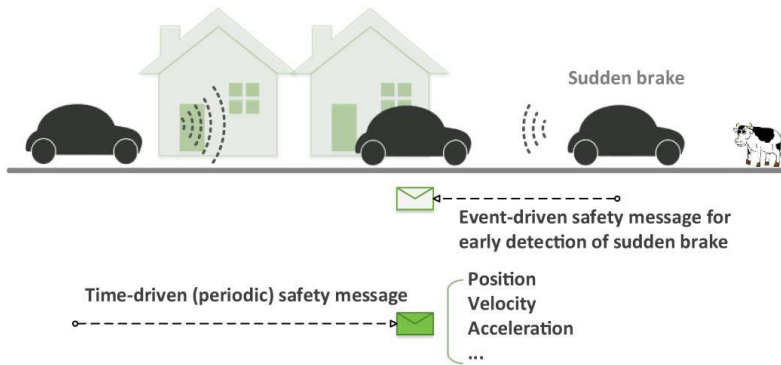 Sudden brake
Event-driven safety message for
early detection of sudden brake
Time-driven (periodic) safety message
Position
Velocity
Acceleration
...